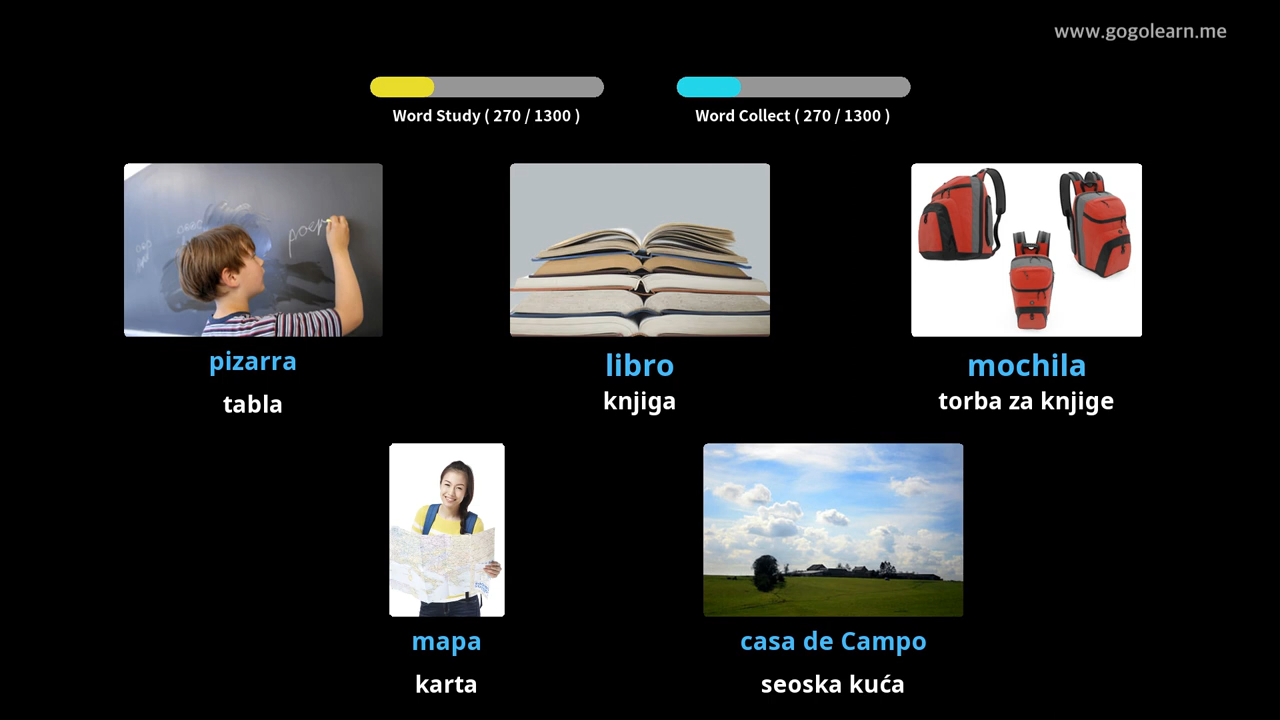 www.gogolearn.me
Word Study ( 270 / 1300 )
Word Collect ( 270 / 1300 )
poer
pizarra
libro
mochila
tabla
knjiga
torba za knjige
mapa
casa de Campo
karta
seoska kuća